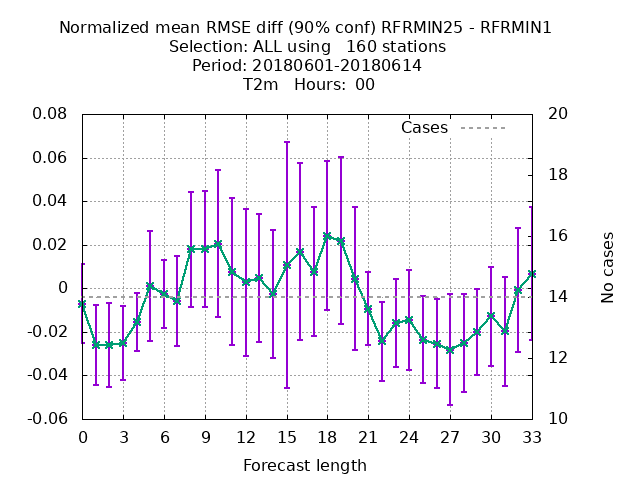 Normalized mean RMSE diff (90% conf) RFRMIN25 - RFRMIN1
Selection: ALL using   160 stations
Period: 20180601-20180614
T2m   Hours:  00
0.08
0.06
0.04
0.02
0
-0.02
-0.04
-0.06
Cases
20
18
16
14
12
10
No cases
0 3 6 9 12 15 18 21 24 27 30 33
Forecast length